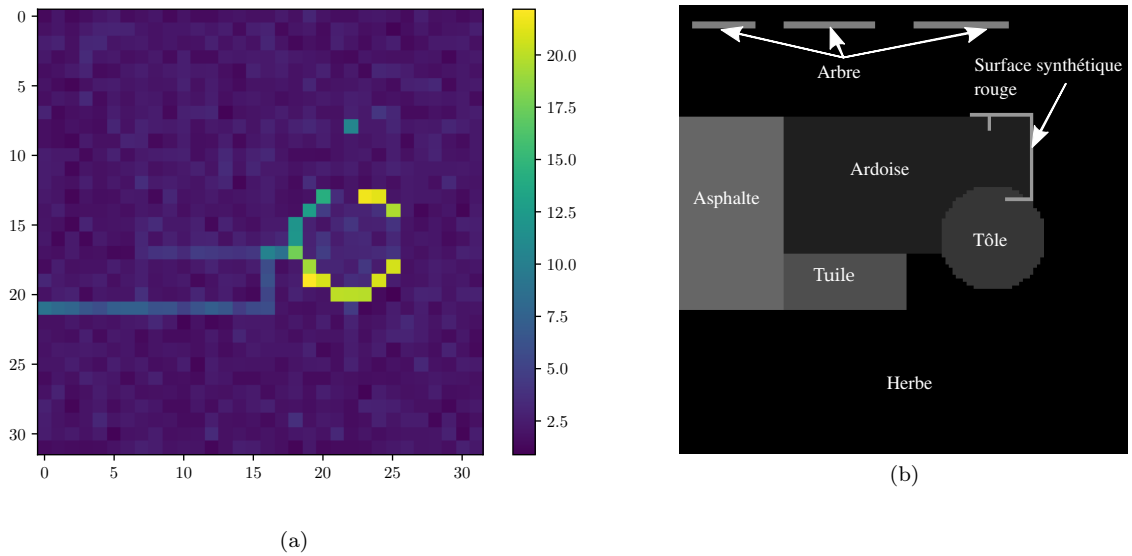 0
5
10
15
20
25
30
0
5
10
15
20
25
30
20.0
17.5
15.0
12.5
10.0
7.5
5.0
2.5
(a)
Arbre
Surface synthétique
rouge
Ardoise
Asphalte
Tôle
Tuile
Herbe
(b)